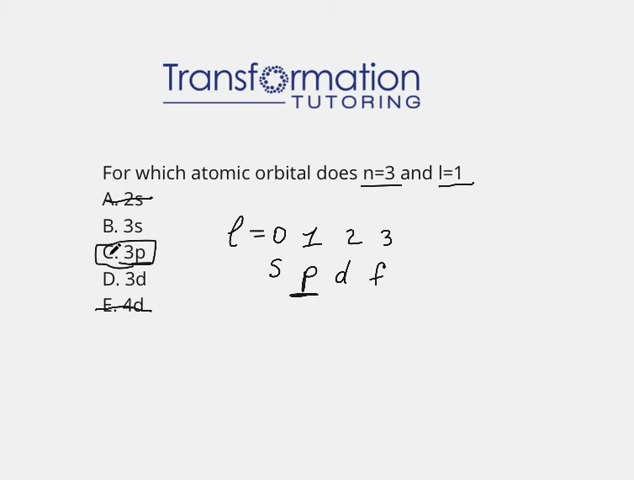 Transformation
TUTORING
For which atomic orbital does n=3 and l=1
A. 2s
B. 3s
C. 3p
D. 3d
E. 4d
l = 0 1 2 3
s p d f